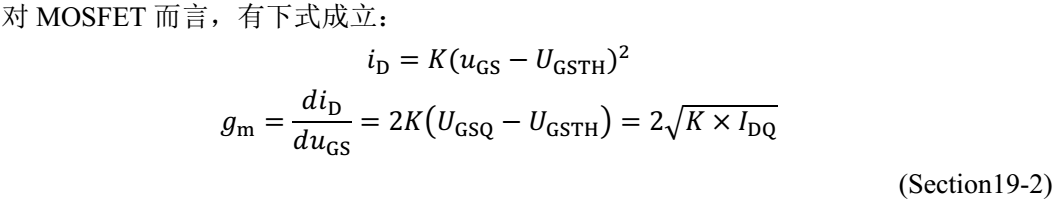 对 MOSFET 而言，有下式成立：
i_D = K(u_GS − U_GSTH)²
g_m = di_D/du_GS = 2K(U_GSQ − U_GSTH) = 2√(K × I_DQ)
(Section19-2)